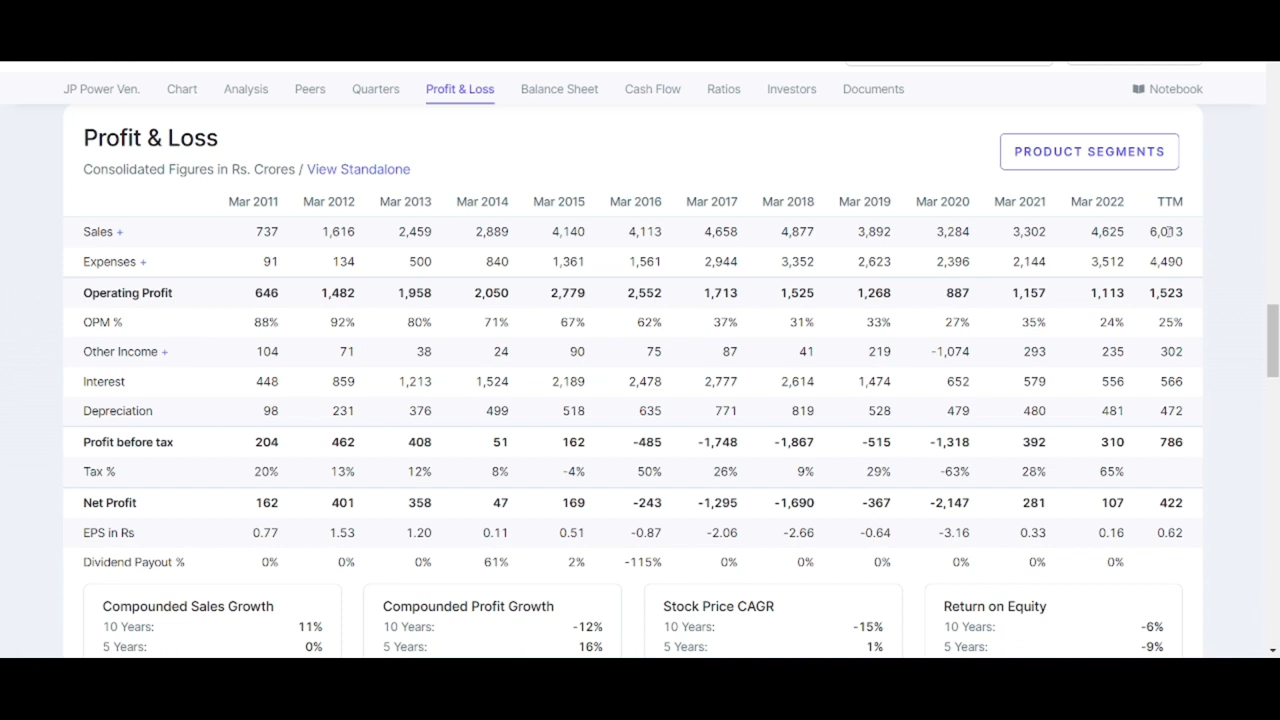 JP Power Ven. Chart Analysis Peers Quarters Profit & Loss Balance Sheet Cash Flow Ratios Investors Documents Notebook
Profit & Loss
PRODUCT SEGMENTS
Consolidated Figures in Rs. Crores / View Standalone
Mar 2011 Mar 2012 Mar 2013 Mar 2014 Mar 2015 Mar 2016 Mar 2017 Mar 2018 Mar 2019 Mar 2020 Mar 2021 Mar 2022 TTM
Sales + 737 1,616 2,459 2,889 4,140 4,113 4,658 4,877 3,892 3,284 3,302 4,625 6,013
Expenses + 91 134 500 840 1,361 1,561 2,944 3,352 2,623 2,396 2,144 3,512 4,490
Operating Profit 646 1,482 1,958 2,050 2,779 2,552 1,713 1,525 1,268 887 1,157 1,113 1,523
OPM % 88% 92% 80% 71% 67% 62% 37% 31% 33% 27% 35% 24% 25%
Other Income + 104 71 38 24 90 75 87 41 219 -1,074 293 235 302
Interest 448 859 1,213 1,524 2,189 2,478 2,777 2,614 1,474 652 579 556 566
Depreciation 98 231 376 499 518 635 771 819 528 479 480 481 472
Profit before tax 204 462 408 51 162 -485 -1,748 -1,867 -515 -1,318 392 310 786
Tax % 20% 13% 12% 8% -4% 50% 26% 9% 29% -63% 28% 65%
Net Profit 162 401 358 47 169 -243 -1,295 -1,690 -367 -2,147 281 107 422
EPS in Rs 0.77 1.53 1.20 0.11 0.51 -0.87 -2.06 -2.66 -0.64 -3.16 0.33 0.16 0.62
Dividend Payout % 0% 0% 0% 61% 2% -115% 0% 0% 0% 0% 0% 0%
Compounded Sales Growth Compounded Profit Growth Stock Price CAGR Return on Equity
10 Years: 11% 10 Years: -12% 10 Years: -15% 10 Years: -6%
5 Years: 0% 5 Years: 16% 5 Years: 1% 5 Years: -9%